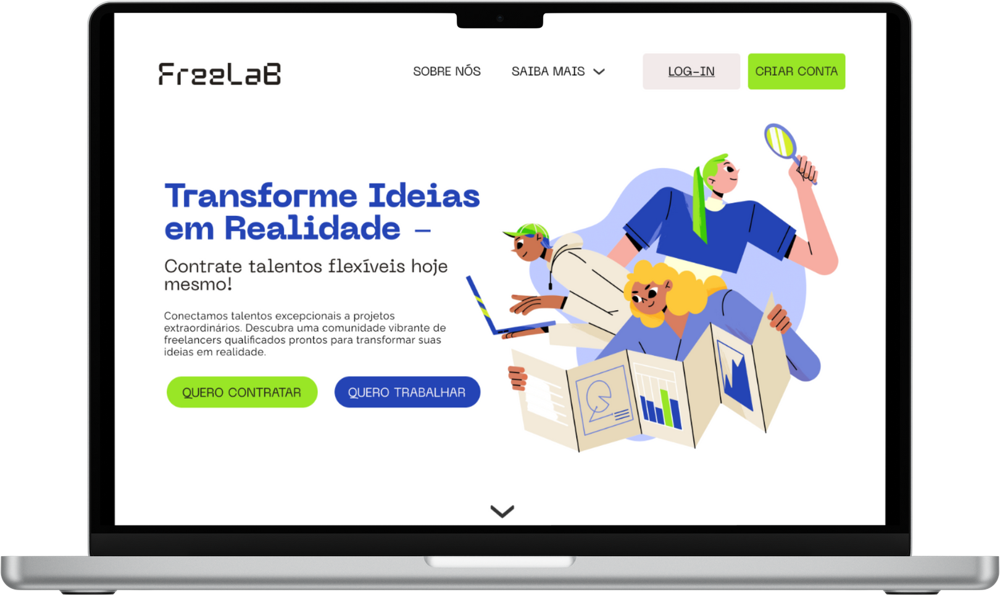 FreeLaB
SOBRE NÓS
SAIBA MAIS
LOG-IN
CRIAR CONTA
Transforme Ideias
em Realidade –
Contrate talentos flexíveis hoje
mesmo!
Conectamos talentos excepcionais a projetos
extraordinários. Descubra uma comunidade vibrante de
freelancers qualificados prontos para transformar suas
ideias em realidade.
QUERO CONTRATAR
QUERO TRABALHAR